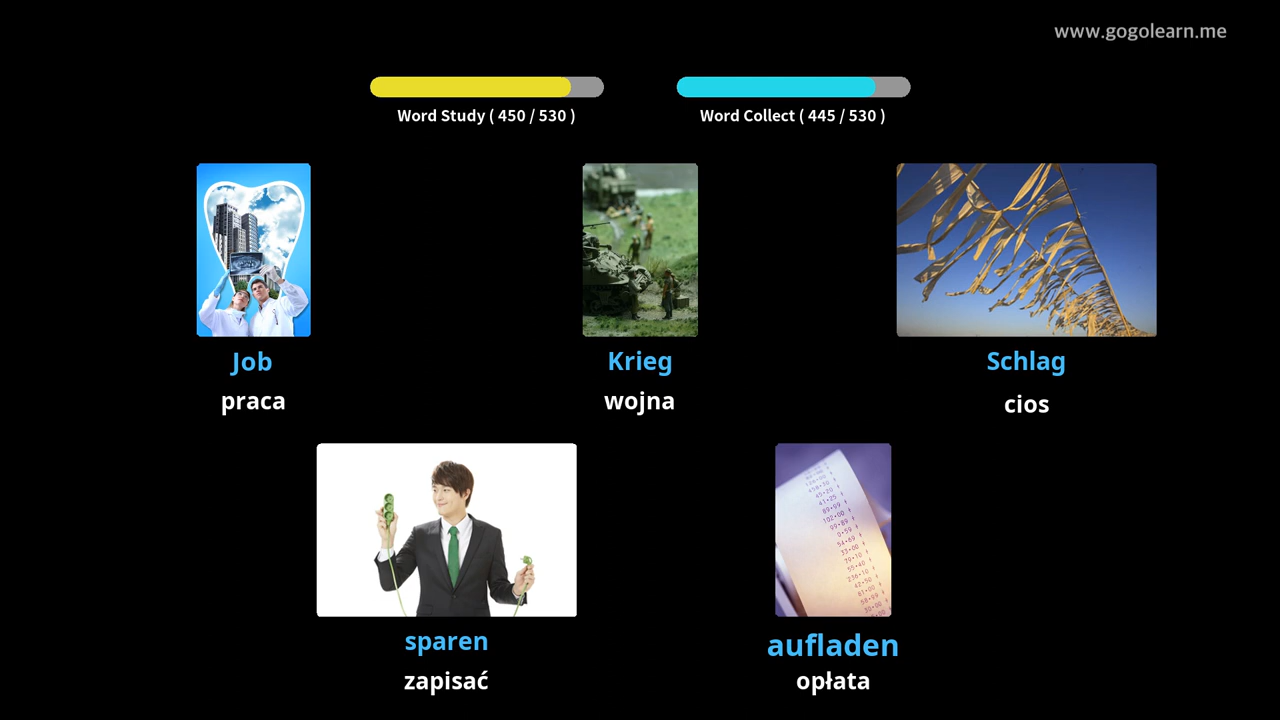 www.gogolearn.me
Word Study ( 450 / 530 )
Word Collect ( 445 / 530 )
Job
praca
Krieg
wojna
Schlag
cios
sparen
zapisać
aufladen
opłata